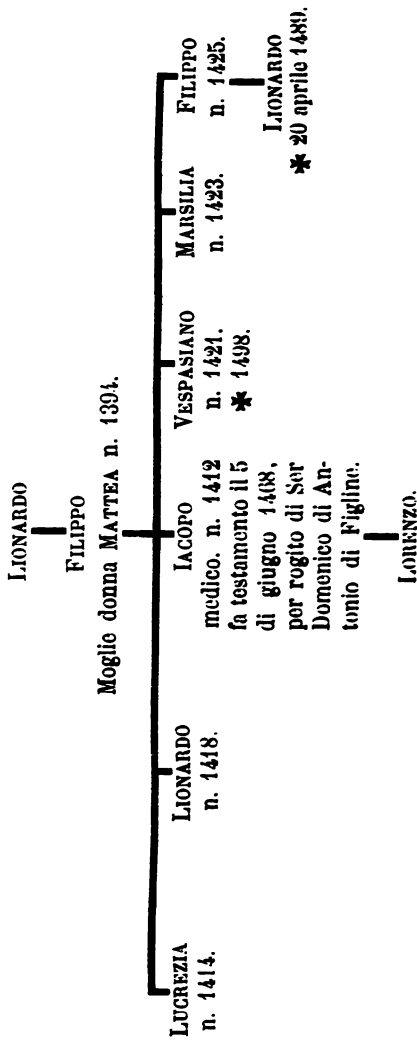 LIONARDO
FILIPPO
Moglie donna MATTEA n. 1394.
LUCREZIA
n. 1414.
LIONARDO
n. 1418.
IACOPO
medico. n. 1412
fa testamento il 5
di giugno 1468,
per rogito di Ser
Domenico di An-
tonio di Figline.
LORENZO.
VESPASIANO
n. 1421.
✱ 1498.
MARSILIA
n. 1423.
FILIPPO
n. 1425.
LIONARDO
✱ 20 aprile 1489.